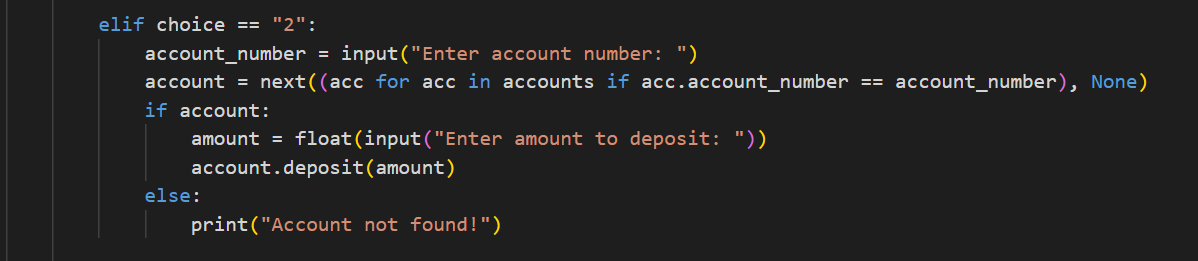 elif choice == "2":
    account_number = input("Enter account number: ")
    account = next((acc for acc in accounts if acc.account_number == account_number), None)
    if account:
        amount = float(input("Enter amount to deposit: "))
        account.deposit(amount)
    else:
        print("Account not found!")